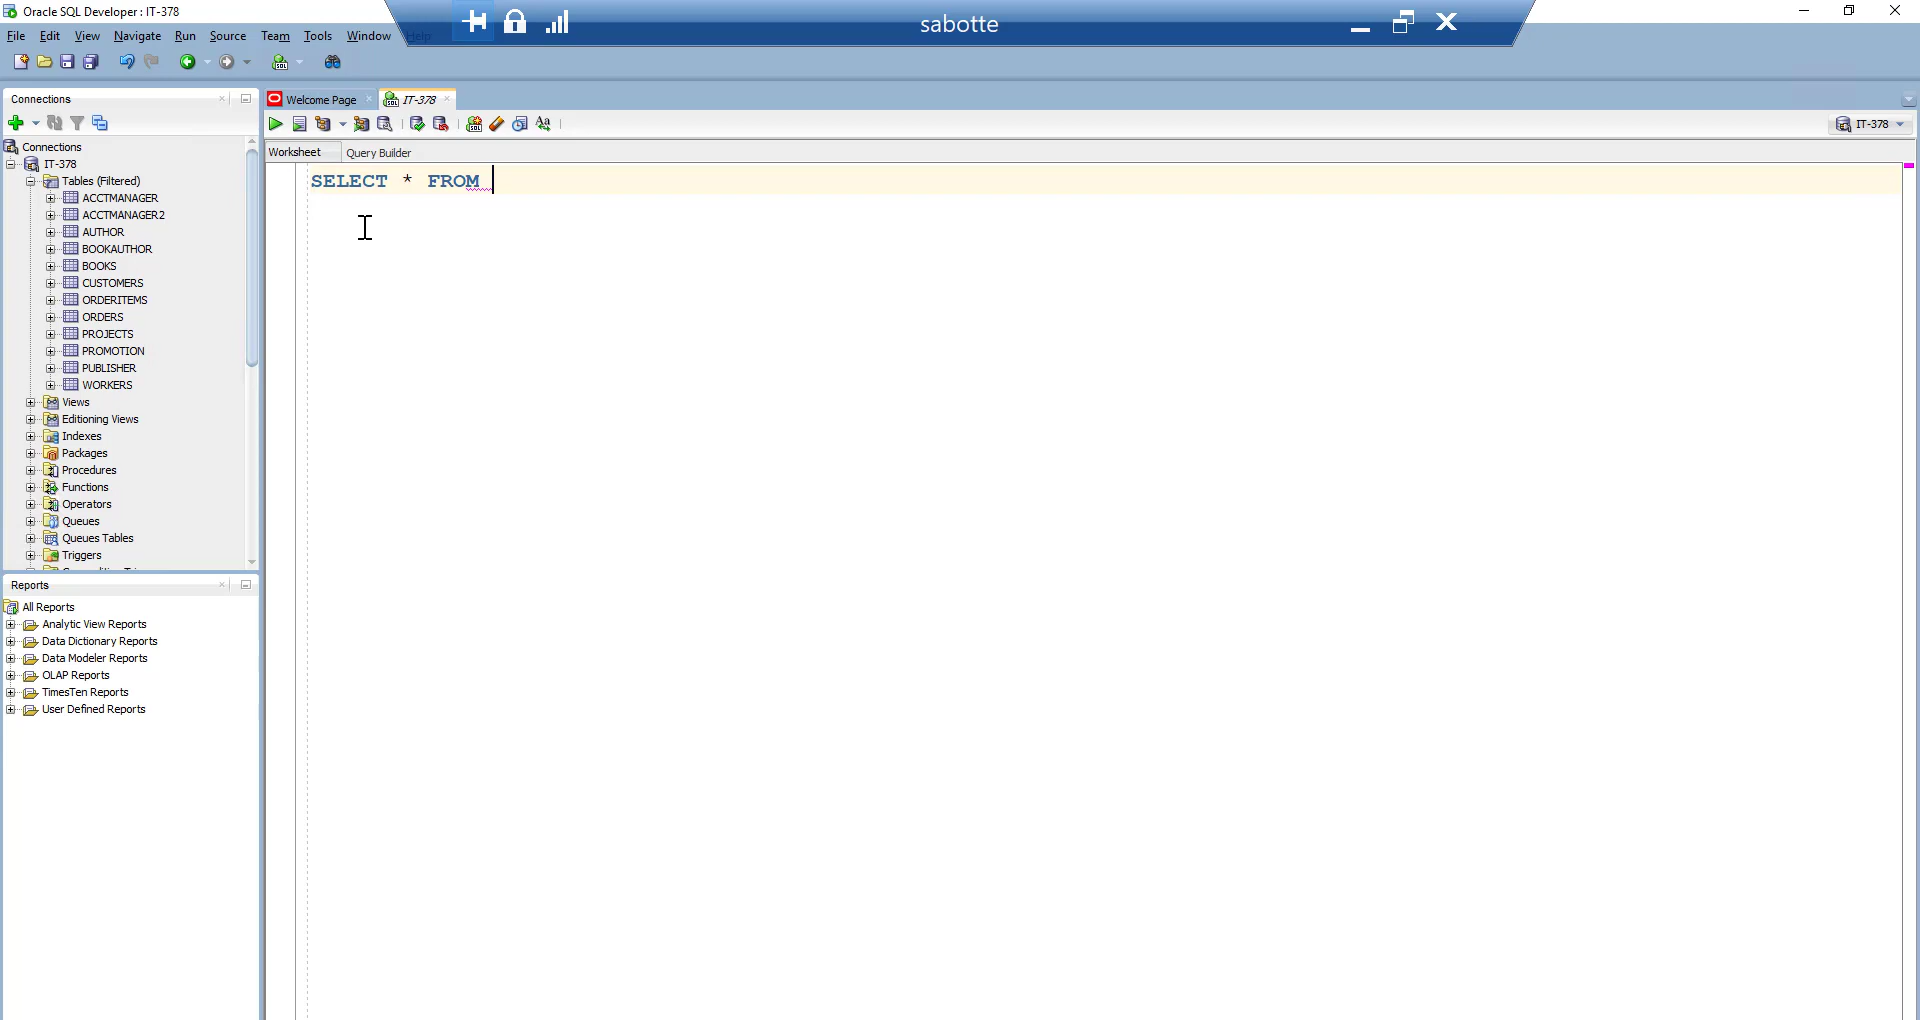 Oracle SQL Developer : IT-378
sabotte
File Edit View Navigate Run Source Team Tools Window Help
Connections
Welcome Page
IT-378
IT-378
Worksheet
Query Builder
SELECT * FROM
Connections
IT-378
Tables (Filtered)
ACCTMANAGER
ACCTMANAGER2
AUTHOR
BOOKAUTHOR
BOOKS
CUSTOMERS
ORDERITEMS
ORDERS
PROJECTS
PROMOTION
PUBLISHER
WORKERS
Views
Editioning Views
Indexes
Packages
Procedures
Functions
Operators
Queues
Queues Tables
Triggers
Reports
All Reports
Analytic View Reports
Data Dictionary Reports
Data Modeler Reports
OLAP Reports
TimesTen Reports
User Defined Reports